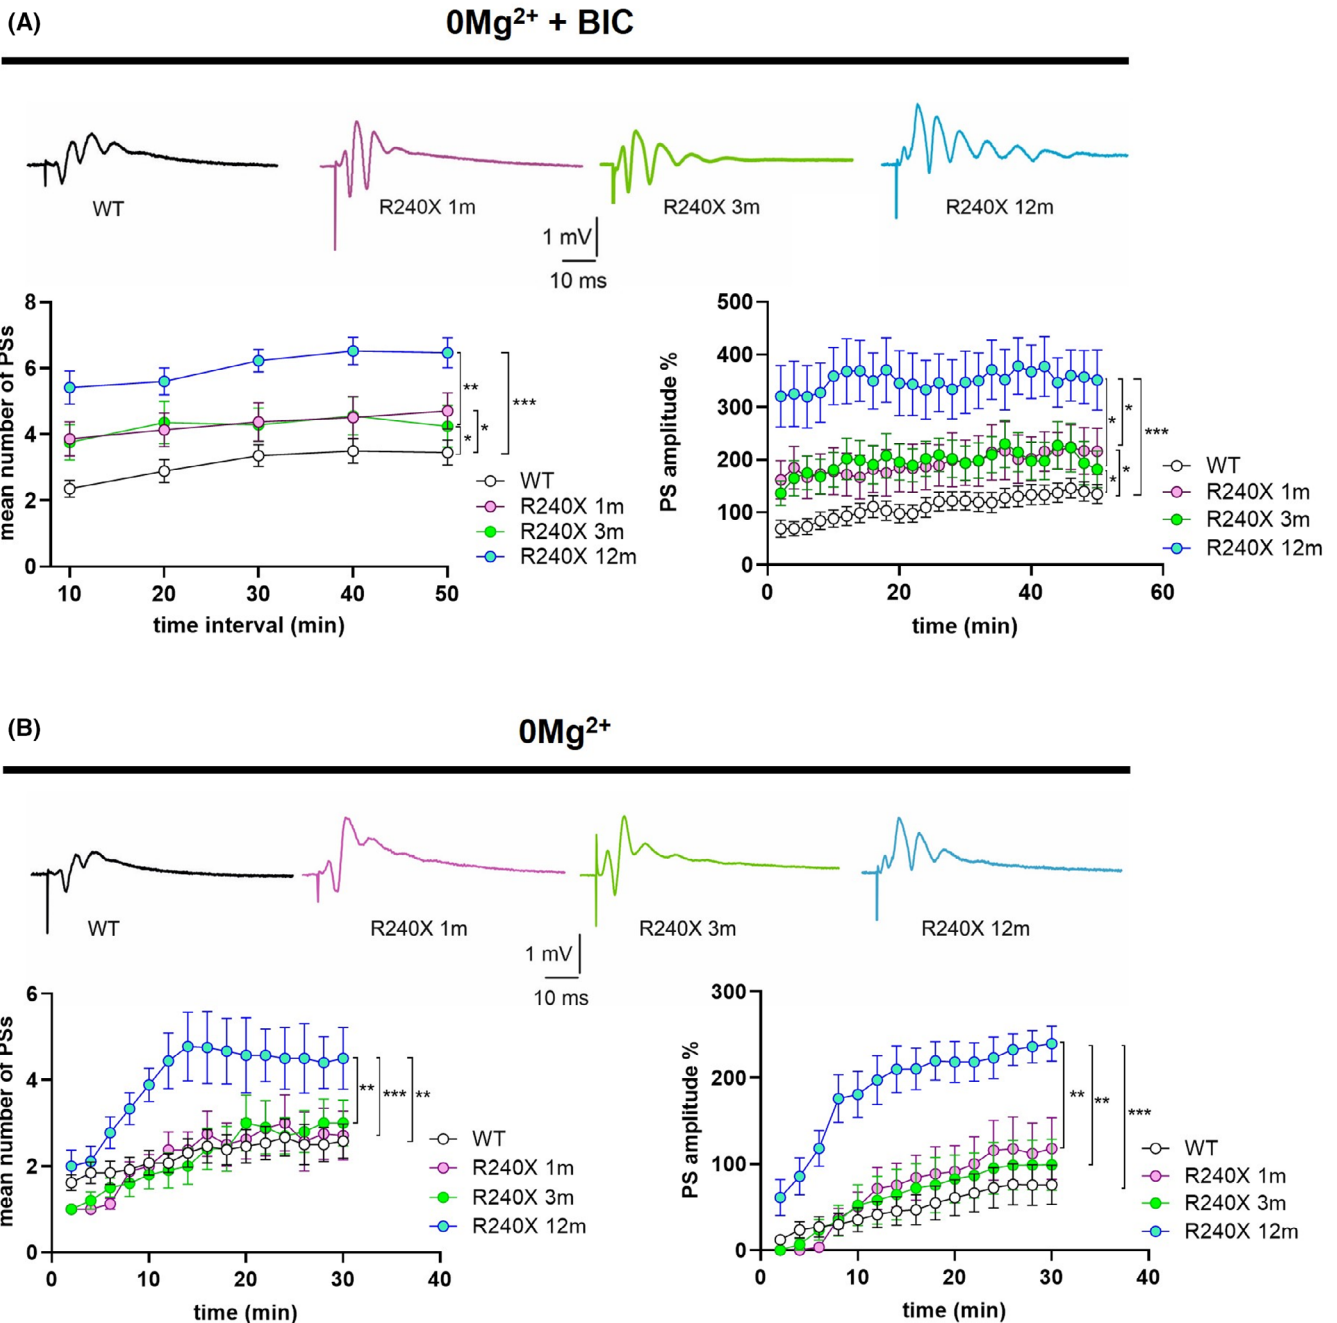 (A)
0Mg²⁺ + BIC
WT
R240X 1m
R240X 3m
R240X 12m
1 mV
10 ms
mean number of PSs
8
6
4
2
0
10
20
30
40
50
time interval (min)
**
***
*
*
WT
R240X 1m
R240X 3m
R240X 12m
PS amplitude %
500
400
300
200
100
0
0
20
40
60
time (min)
*
*
***
*
*
WT
R240X 1m
R240X 3m
R240X 12m
(B)
0Mg²⁺
WT
R240X 1m
R240X 3m
R240X 12m
1 mV
10 ms
mean number of PSs
6
4
2
0
0
10
20
30
40
time (min)
**
***
**
WT
R240X 1m
R240X 3m
R240X 12m
PS amplitude %
300
200
100
0
0
10
20
30
40
time (min)
**
**
***
WT
R240X 1m
R240X 3m
R240X 12m